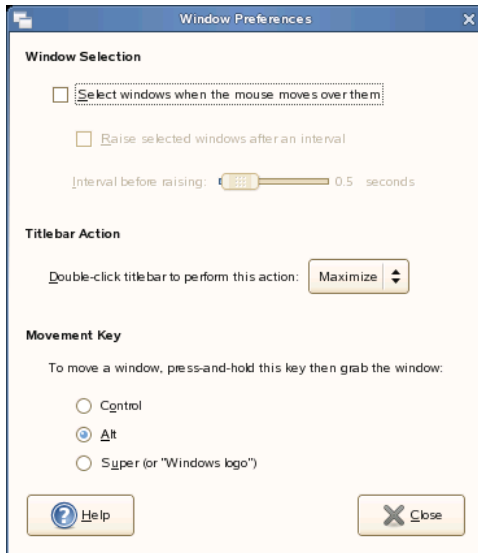 Window Preferences
Window Selection
Select windows when the mouse moves over them
Raise selected windows after an interval
Interval before raising: 0.5 seconds
Titlebar Action
Double-click titlebar to perform this action: Maximize
Movement Key
To move a window, press-and-hold this key then grab the window:
Control
Alt
Super (or "Windows logo")
Help Close